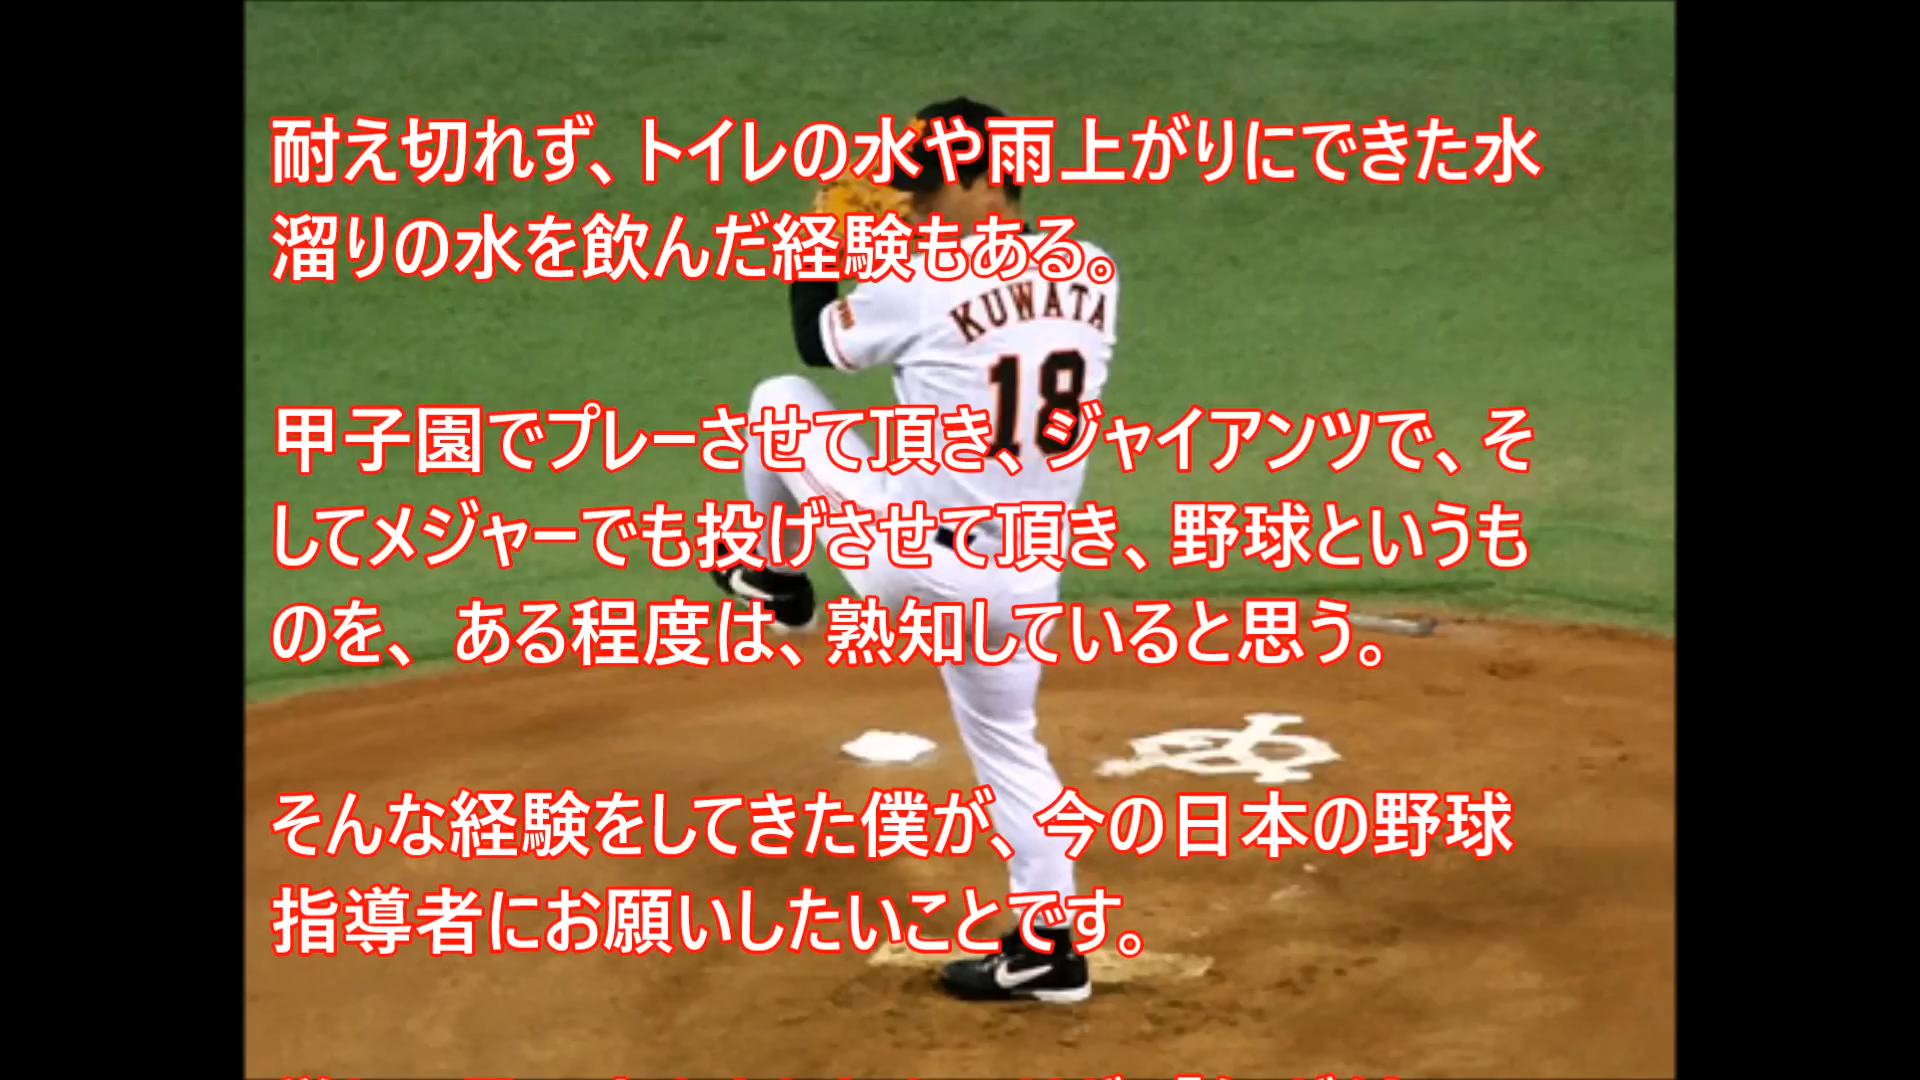 耐え切れず、トイレの水や雨上がりにできた水
溜りの水を飲んだ経験もある。
KUWATA
18
甲子園でプレーさせて頂き、ジャイアンツで、そ
してメジャーでも投げさせて頂き、野球というも
のを、ある程度は、熟知していると思う。
そんな経験をしてきた僕が、今の日本の野球
指導者にお願いしたいことです。